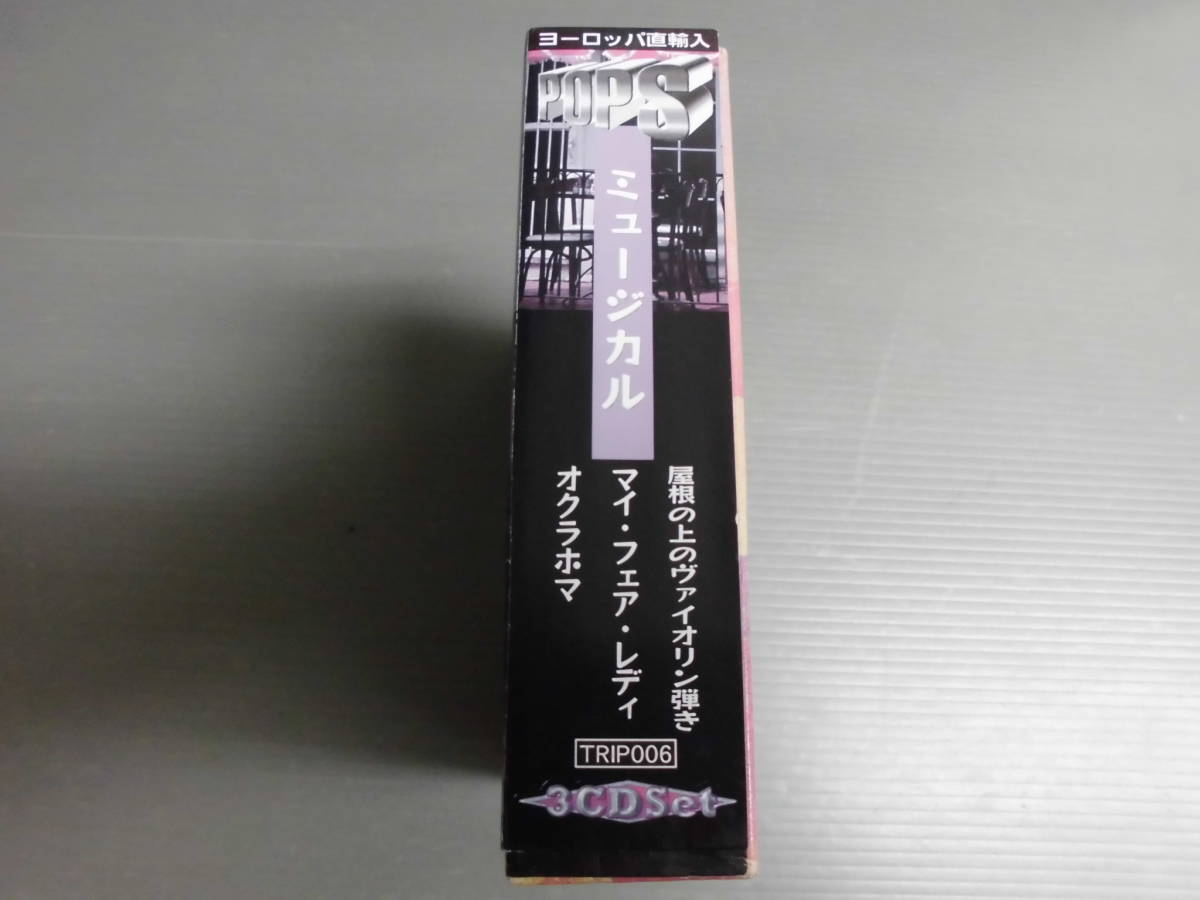 ヨーロッパ直輸入
POPS
ミュージカル
屋根の上のヴァイオリン弾き
マイ・フェア・レディ
オクラホマ
TRIP006
3CDSet